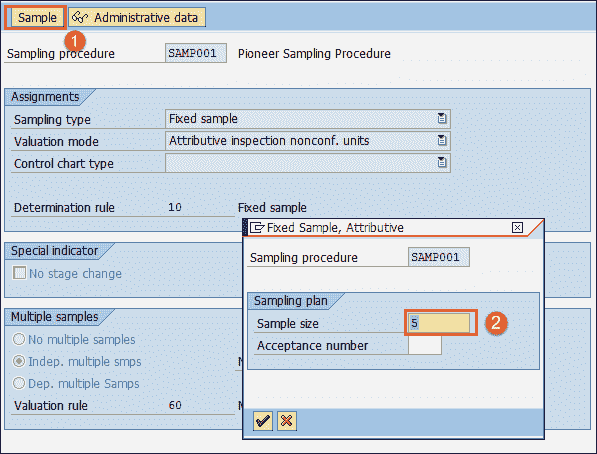 Sample Administrative data
1
Sampling procedure SAMP001 Pioneer Sampling Procedure
Assignments
Sampling type Fixed sample
Valuation mode Attributive inspection nonconf. units
Control chart type
Determination rule 10 Fixed sample
Fixed Sample, Attributive
Sampling procedure SAMP001
Special indicator
No stage change
Sampling plan
Sample size 5 2
Acceptance number
Multiple samples
No multiple samples
Indep. multiple smps
Dep. multiple Samps
Valuation rule 60